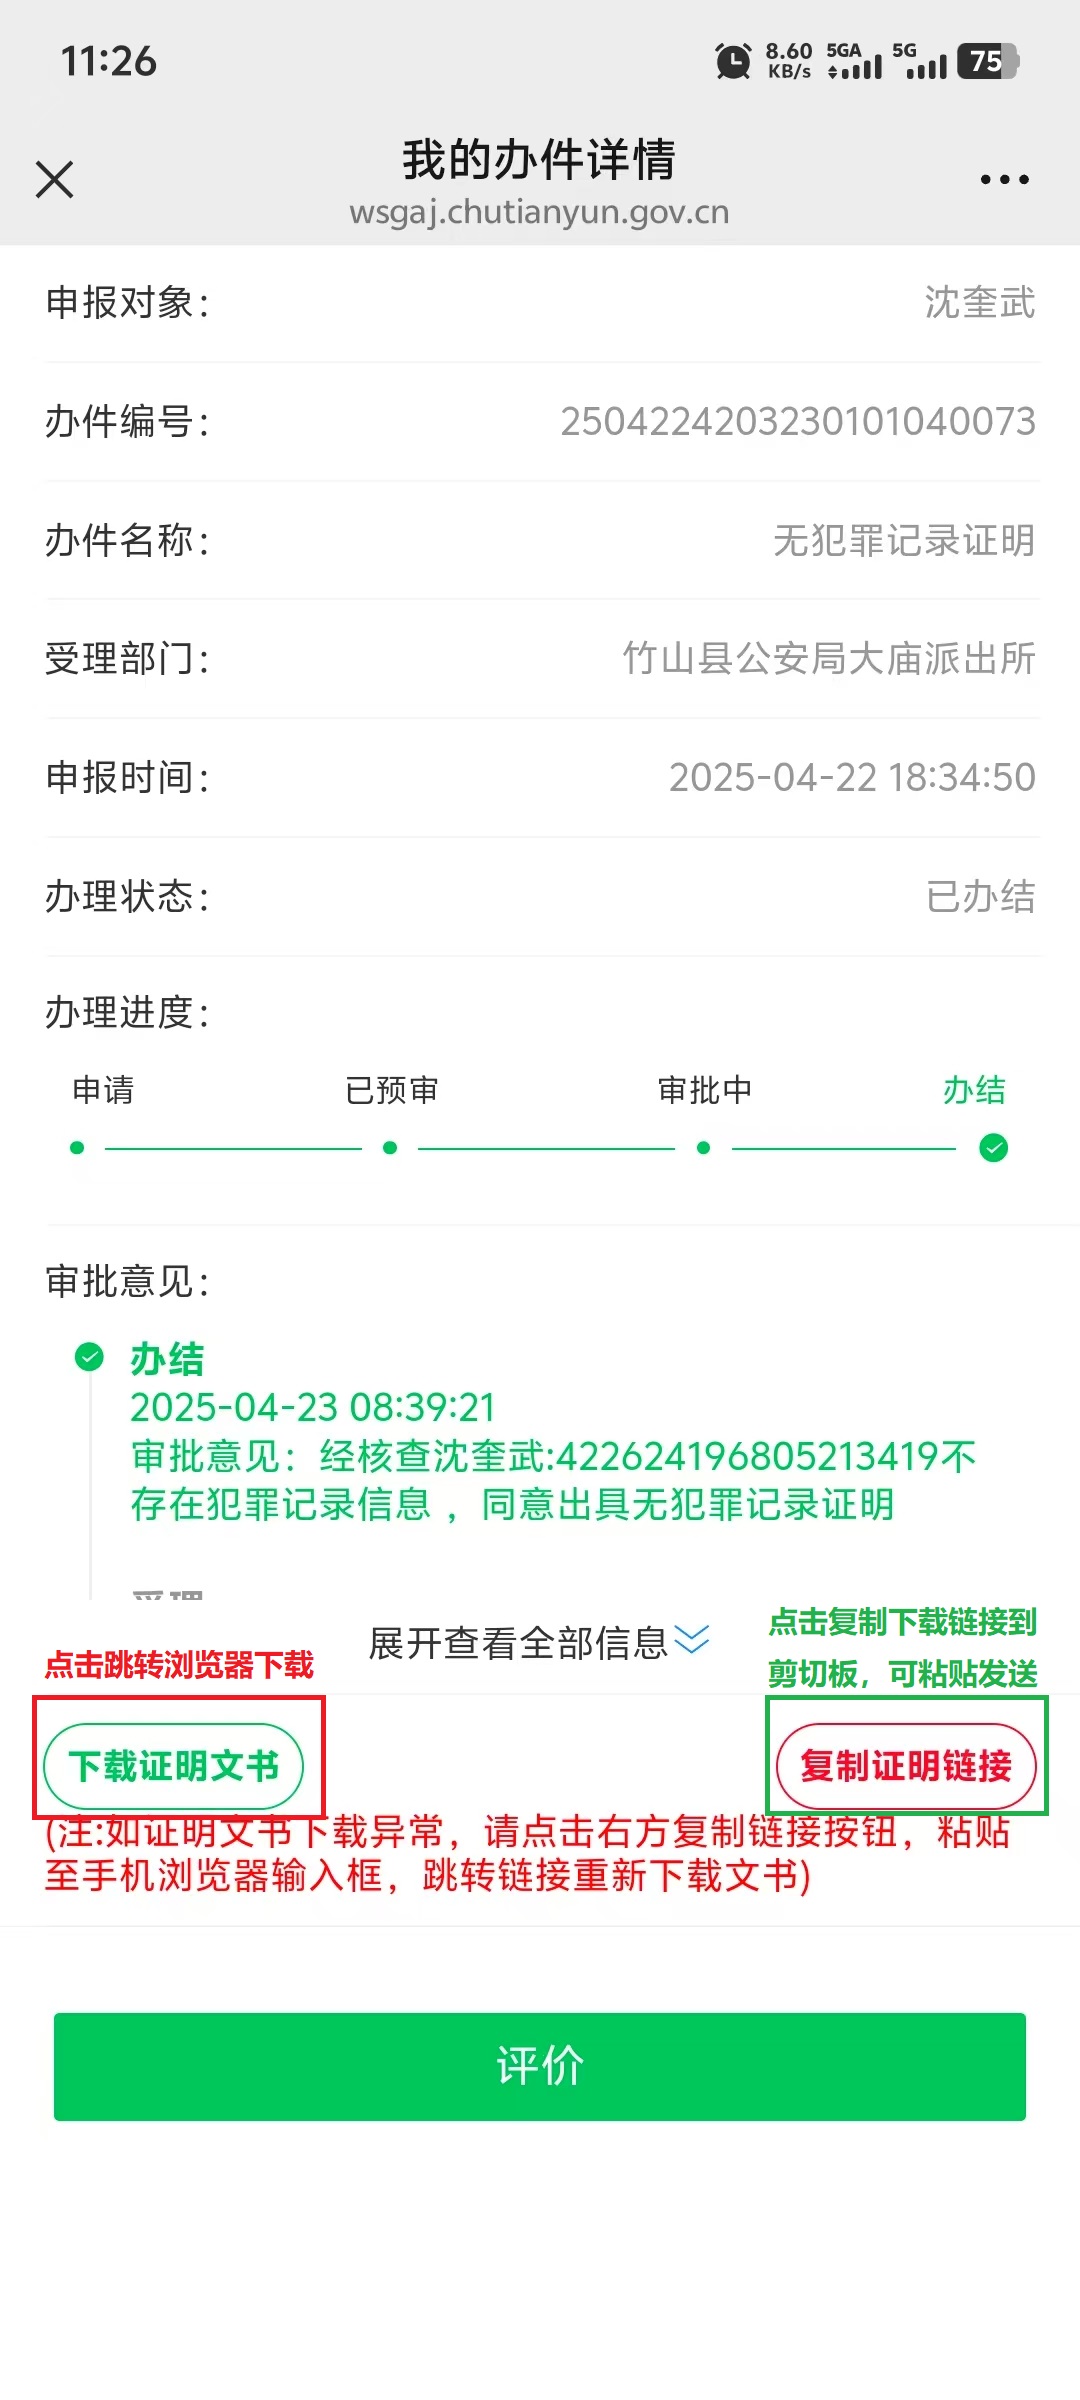 11:26
8.60 KB/s 5GA 5G 75
我的办件详情
wsgaj.chutianyun.gov.cn
申报对象： 沈奎武
办件编号： 2504224203230101040073
办件名称： 无犯罪记录证明
受理部门： 竹山县公安局大庙派出所
申报时间： 2025-04-22 18:34:50
办理状态： 已办结
办理进度：
申请 已预审 审批中 办结
审批意见：
办结
2025-04-23 08:39:21
审批意见：经核查沈奎武:422624196805213419不
存在犯罪记录信息，同意出具无犯罪记录证明
受理
展开查看全部信息
点击跳转浏览器下载
点击复制下载链接到
剪切板，可粘贴发送
下载证明文书
复制证明链接
(注:如证明文书下载异常，请点击右方复制链接按钮，粘贴
至手机浏览器输入框，跳转链接重新下载文书)
评价